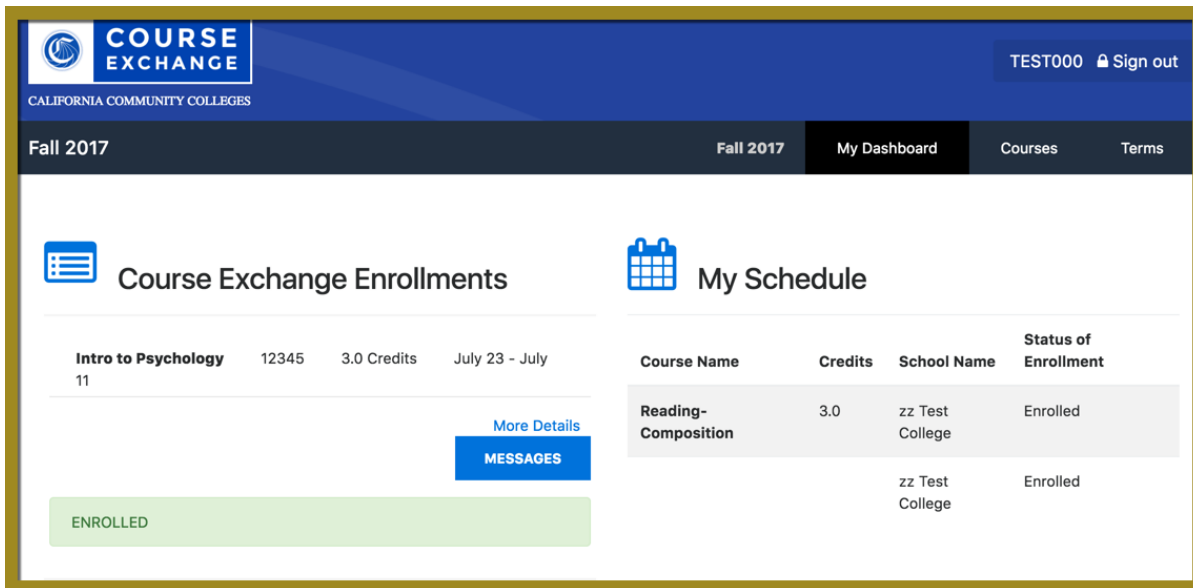 COURSE
EXCHANGE
CALIFORNIA COMMUNITY COLLEGES
TEST000 Sign out
Fall 2017 Fall 2017 My Dashboard Courses Terms
Course Exchange Enrollments
Intro to Psychology 12345 3.0 Credits July 23 - July
11
More Details
MESSAGES
ENROLLED
My Schedule
Course Name Credits School Name Status of
Enrollment
Reading- 3.0 zz Test Enrolled
Composition College
zz Test Enrolled
College